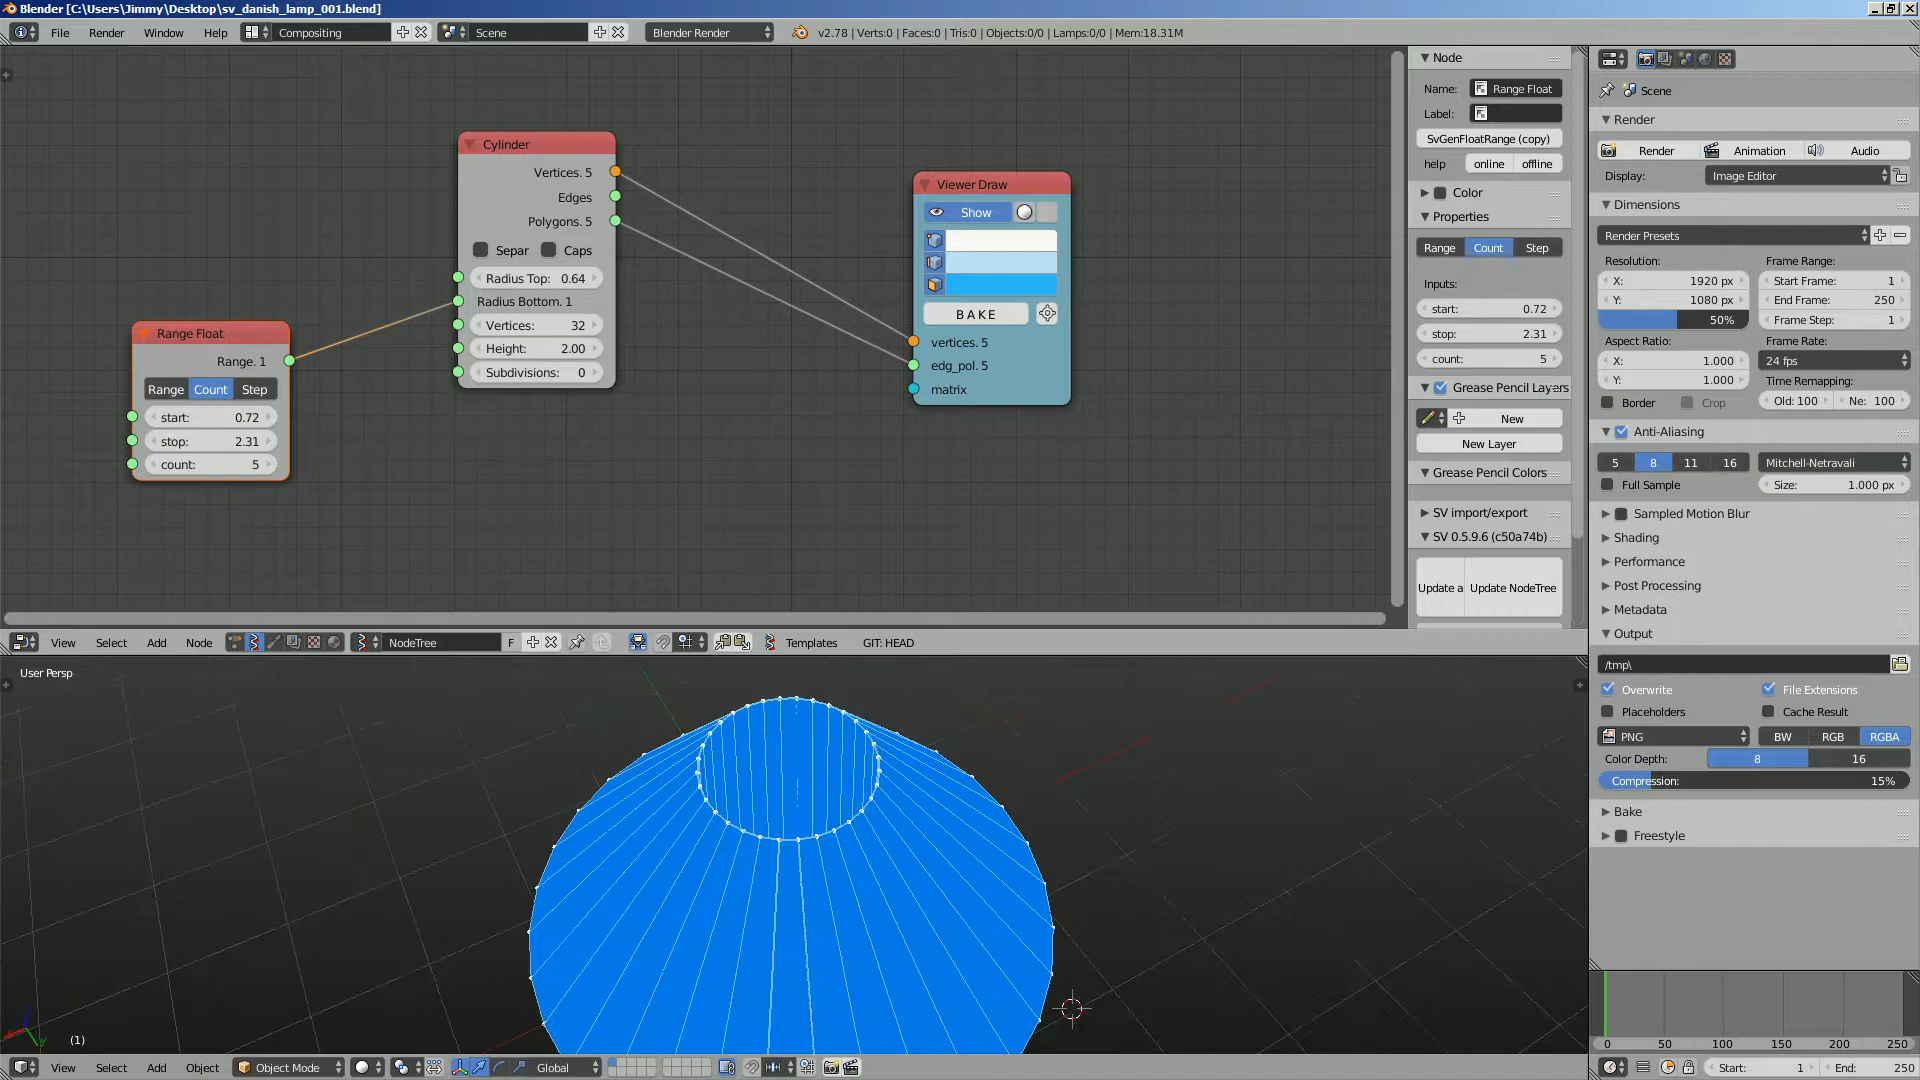 Blender [C:\Users\Jimmy\Desktop\sv_danish_lamp_001.blend]
File Render Window Help Compositing Scene Blender Render v2.78 | Verts:0 | Faces:0 | Tris:0 | Objects:0/0 | Lamps:0/0 | Mem:18.31M
Cylinder
Vertices. 5
Edges
Polygons. 5
Separ Caps
Radius Top: 0.64
Radius Bottom. 1
Vertices: 32
Height: 2.00
Subdivisions: 0
Range Float
Range. 1
Range Count Step
start: 0.72
stop: 2.31
count: 5
Viewer Draw
Show
BAKE
vertices. 5
edg_pol. 5
matrix
Node
Name: Range Float
Label:
SvGenFloatRange (copy)
help online offline
Color
Properties
Range Count Step
Inputs:
start: 0.72
stop: 2.31
count: 5
Grease Pencil Layers
New
New Layer
Grease Pencil Colors
SV import/export
SV 0.5.9.6 (c50a74b)
Update a Update NodeTree
Scene
Render
Render Animation Audio
Display: Image Editor
Dimensions
Render Presets
Resolution: Frame Range:
X: 1920 px Start Frame: 1
Y: 1080 px End Frame: 250
50% Frame Step: 1
Aspect Ratio: Frame Rate:
X: 1.000 24 fps
Y: 1.000 Time Remapping:
Border Crop Old: 100 Ne: 100
Anti-Aliasing
5 8 11 16 Mitchell-Netravali
Full Sample Size: 1.000 px
Sampled Motion Blur
Shading
Performance
Post Processing
Metadata
Output
/tmp\
Overwrite File Extensions
Placeholders Cache Result
PNG BW RGB RGBA
Color Depth: 8 16
Compression: 15%
Bake
Freestyle
View Select Add Node NodeTree F Templates GIT: HEAD
User Persp
(1)
View Select Add Object Object Mode Global
0 50 100 150 200 250
Start: 1 End: 250